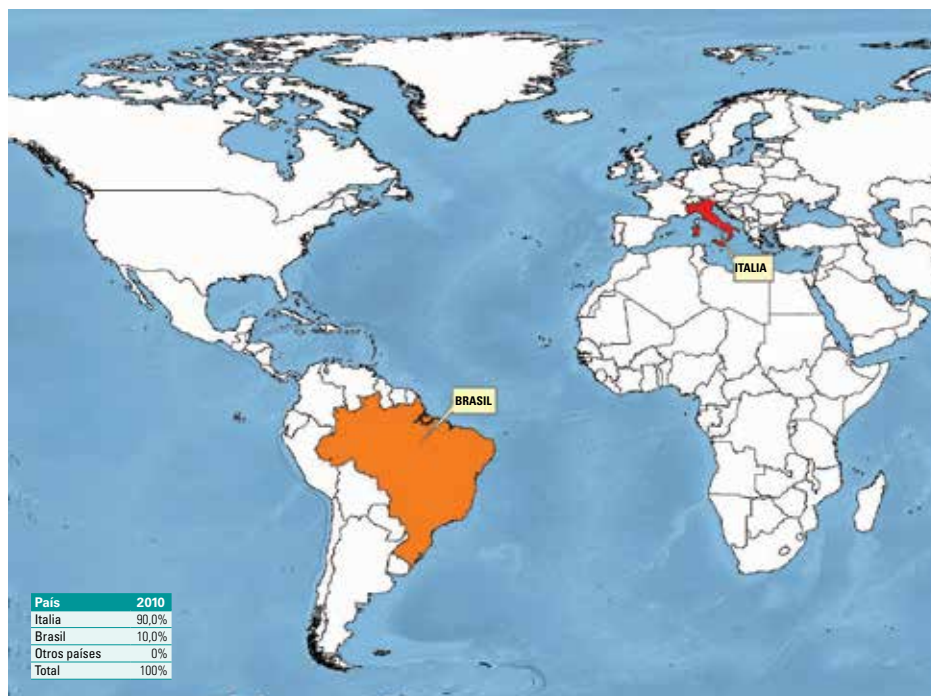 ITALIA
BRASIL
País 2010
Italia 90,0%
Brasil 10,0%
Otros países 0%
Total 100%